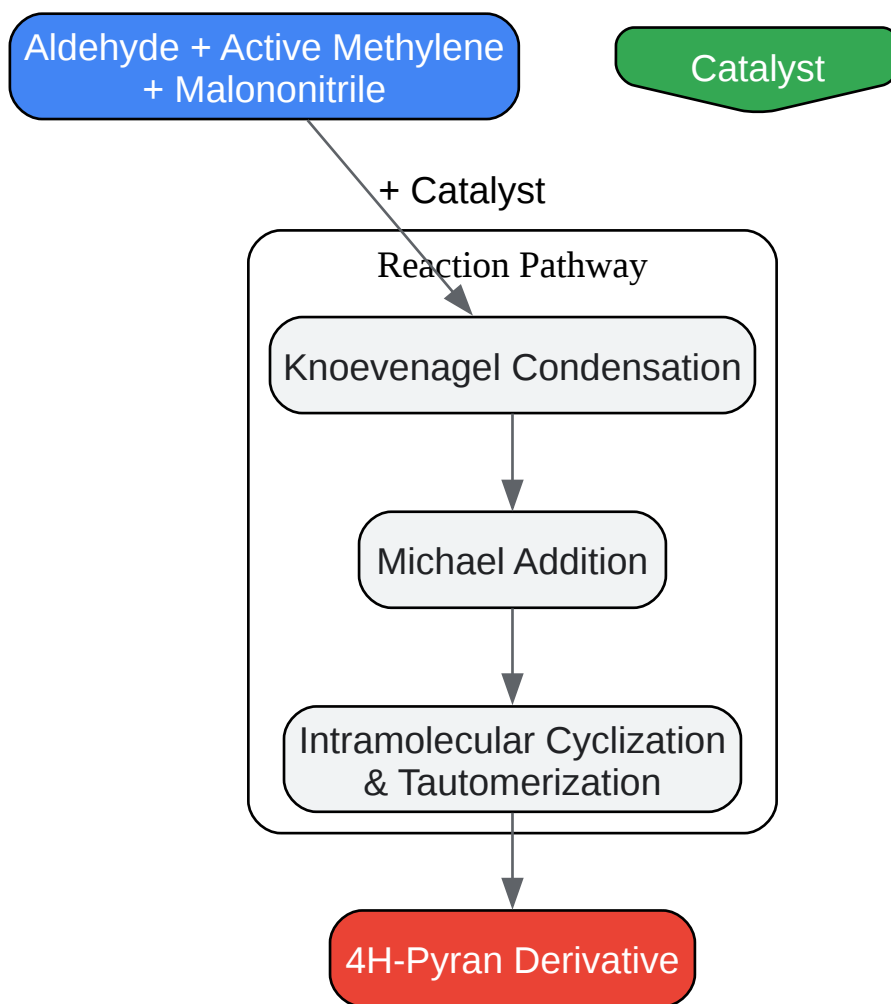 Aldehyde + Active Methylene
+ Malononitrile
Catalyst
+ Catalyst
Reaction Pathway
Knoevenagel Condensation
Michael Addition
Intramolecular Cyclization
& Tautomerization
4H-Pyran Derivative